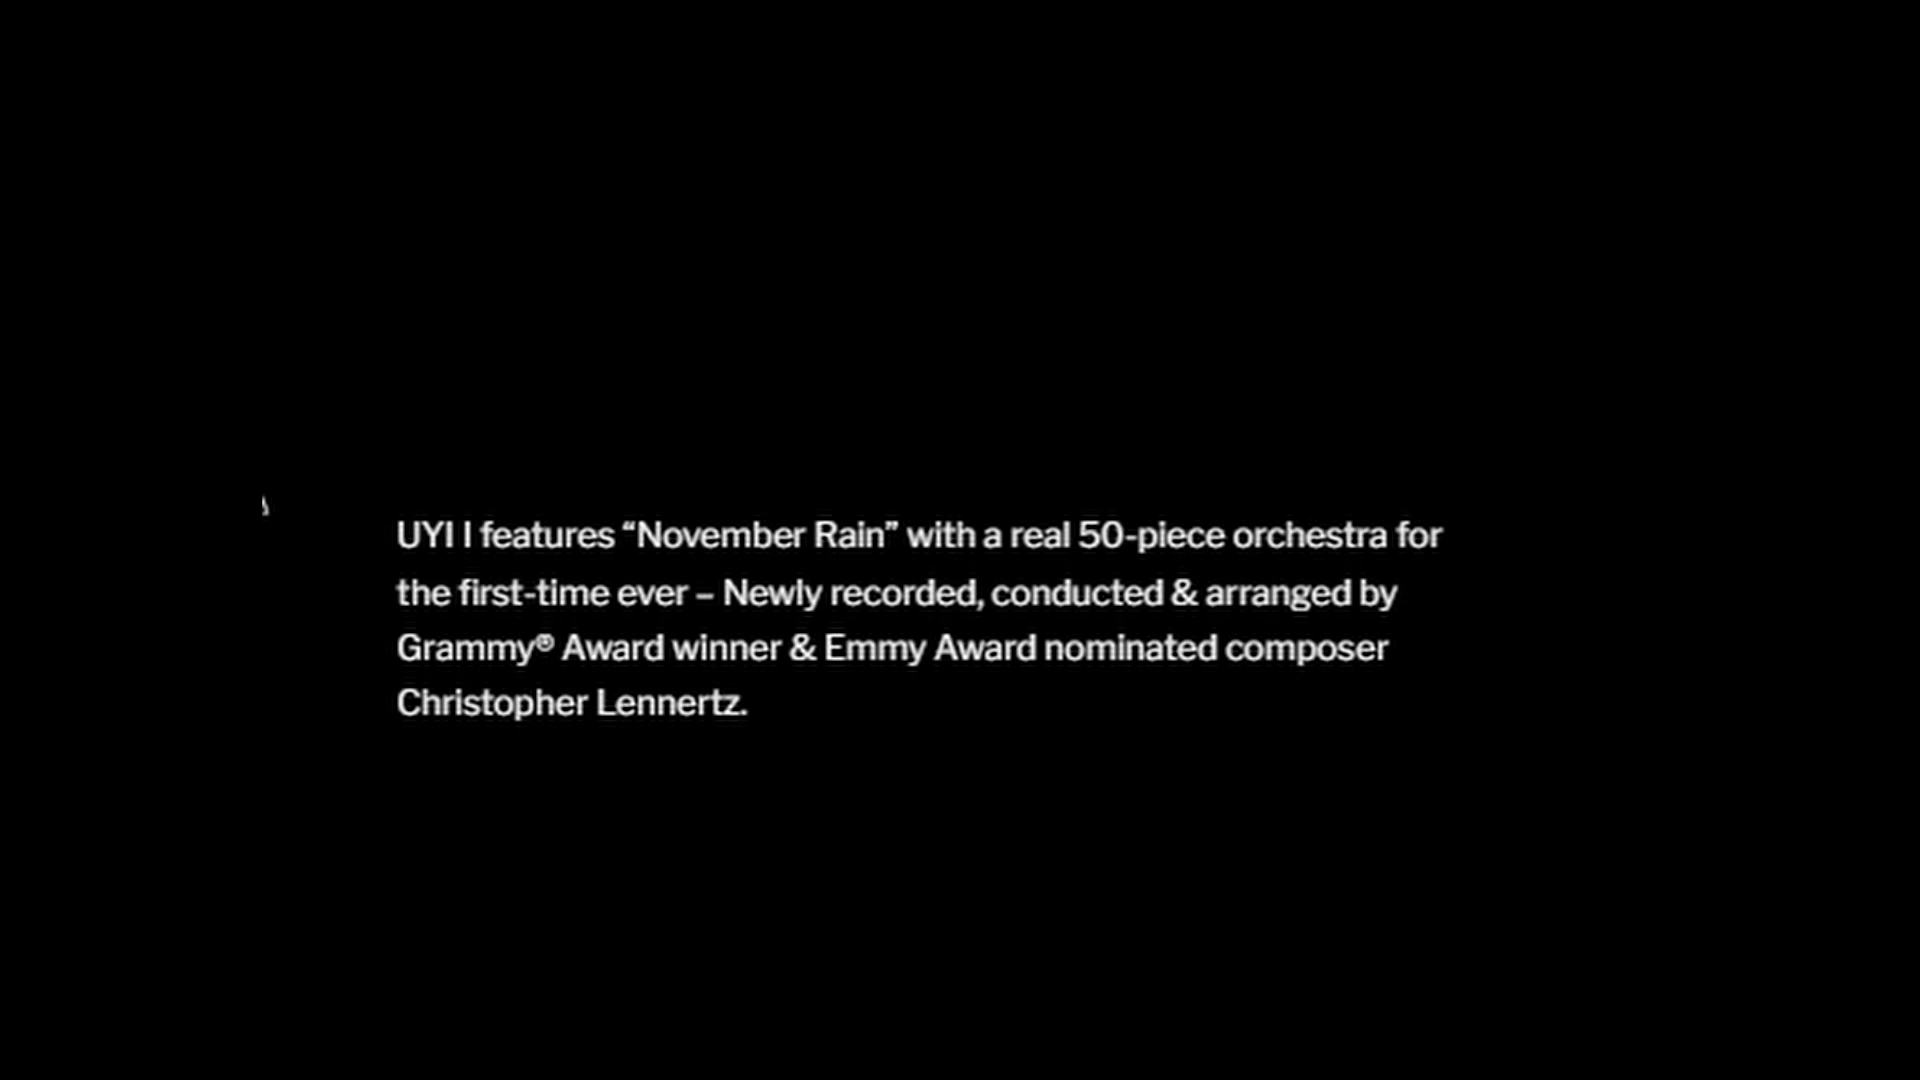 UYI I features “November Rain” with a real 50-piece orchestra for
the first-time ever – Newly recorded, conducted & arranged by
Grammy® Award winner & Emmy Award nominated composer
Christopher Lennertz.